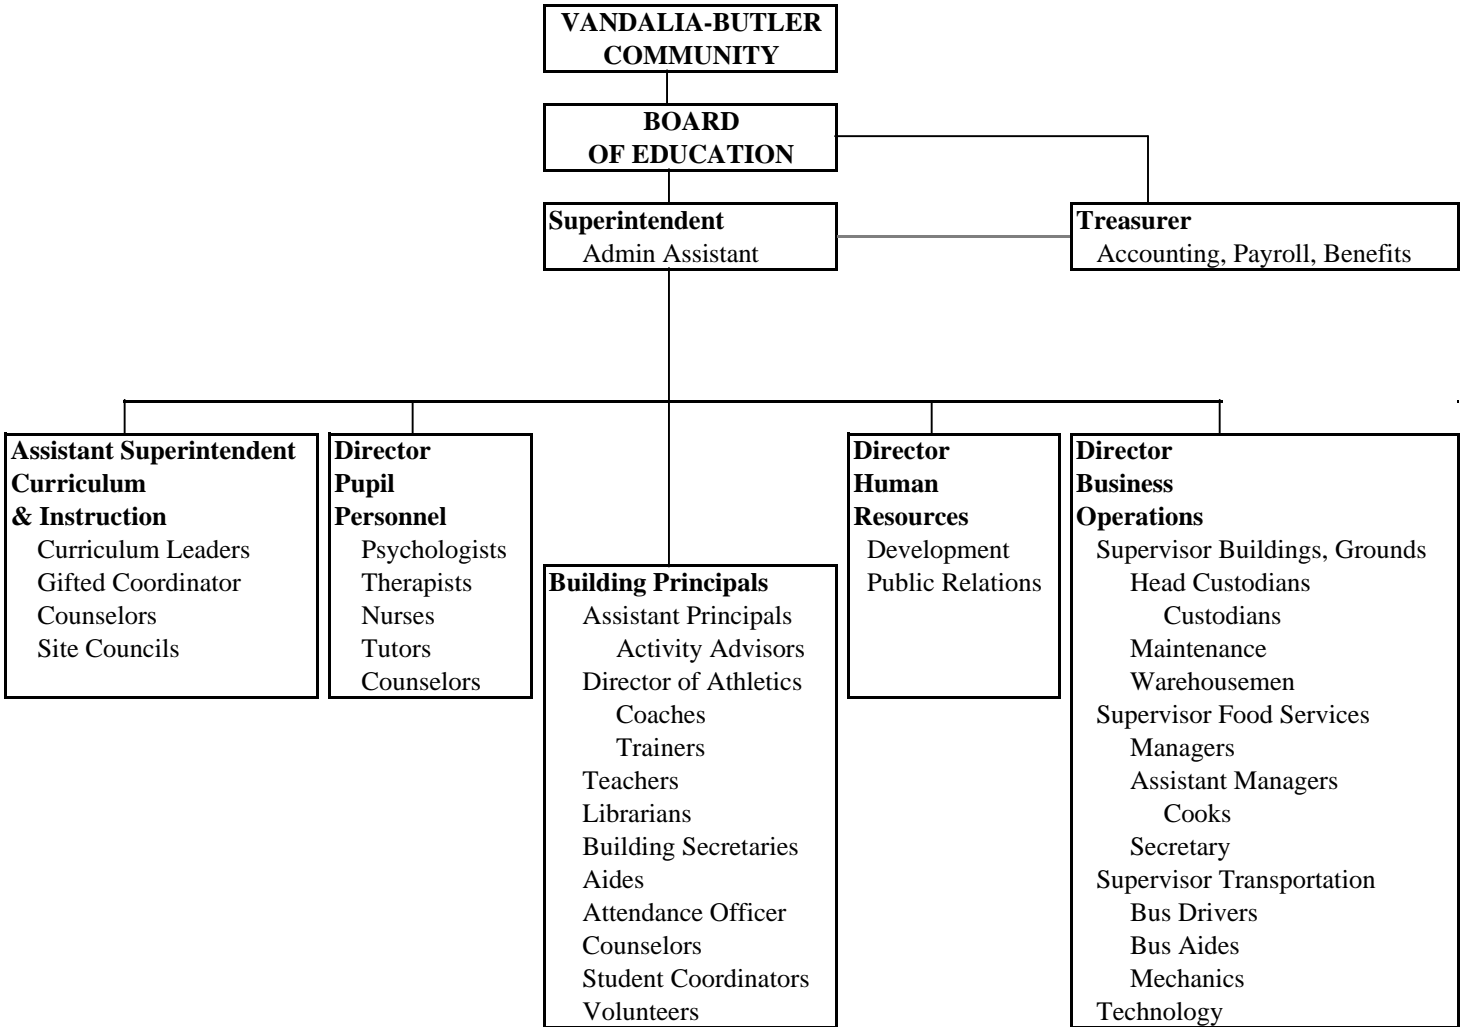 VANDALIA-BUTLER
COMMUNITY
BOARD
OF EDUCATION
Superintendent
Admin Assistant
Treasurer
Accounting, Payroll, Benefits
Assistant Superintendent
Curriculum
& Instruction
Curriculum Leaders
Gifted Coordinator
Counselors
Site Councils
Director
Pupil
Personnel
Psychologists
Therapists
Nurses
Tutors
Counselors
Building Principals
Assistant Principals
Activity Advisors
Director of Athletics
Coaches
Trainers
Teachers
Librarians
Building Secretaries
Aides
Attendance Officer
Counselors
Student Coordinators
Volunteers
Director
Human
Resources
Development
Public Relations
Director
Business
Operations
Supervisor Buildings, Grounds
Head Custodians
Custodians
Maintenance
Warehousemen
Supervisor Food Services
Managers
Assistant Managers
Cooks
Secretary
Supervisor Transportation
Bus Drivers
Bus Aides
Mechanics
Technology